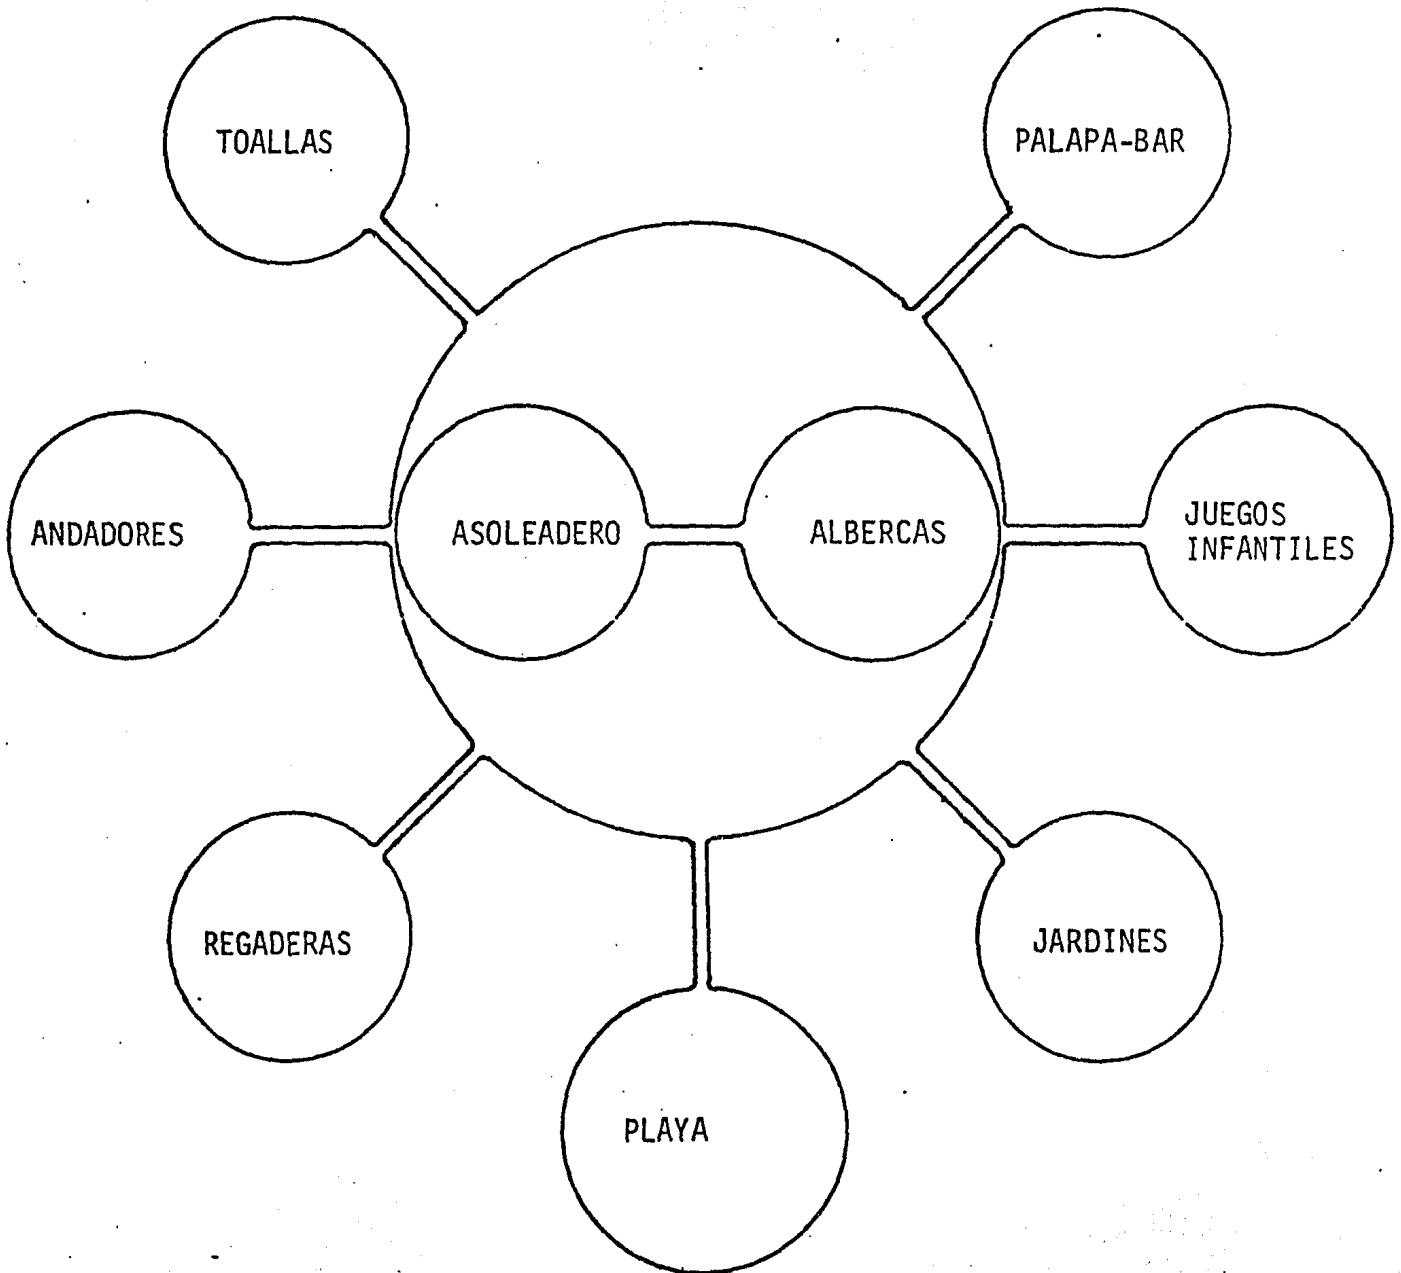 TOALLAS
PALAPA-BAR
ANDADORES
ASOLEADERO
ALBERCAS
JUEGOS
INFANTILES
REGADERAS
JARDINES
PLAYA